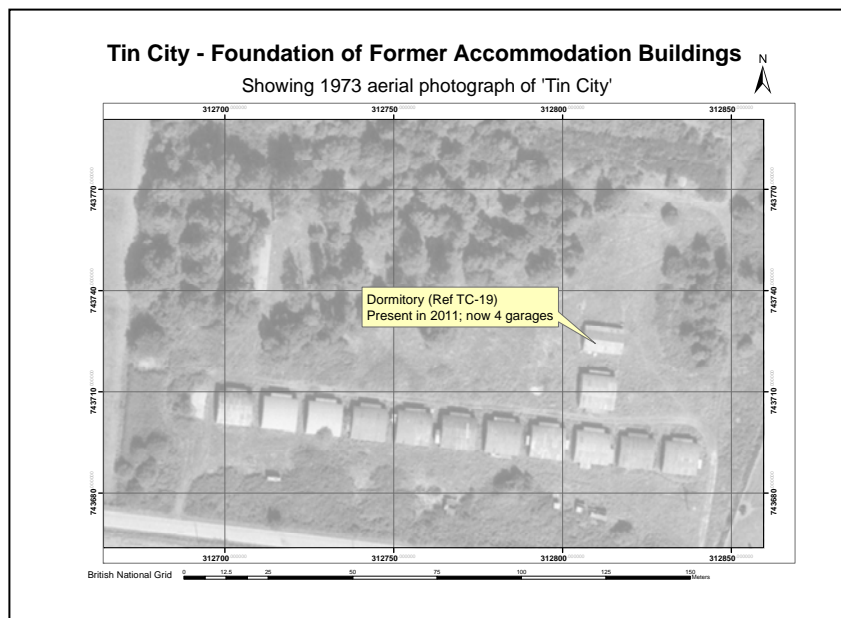 Tin City - Foundation of Former Accommodation Buildings
N
Showing 1973 aerial photograph of 'Tin City'
312700 312750 312800 312850
743770 743770
743740 743740
Dormitory (Ref TC-19)
Present in 2011; now 4 garages
743710 743710
743680 743680
312700 312750 312800 312850
British National Grid 0 12.5 25 50 75 100 125 150
Meters